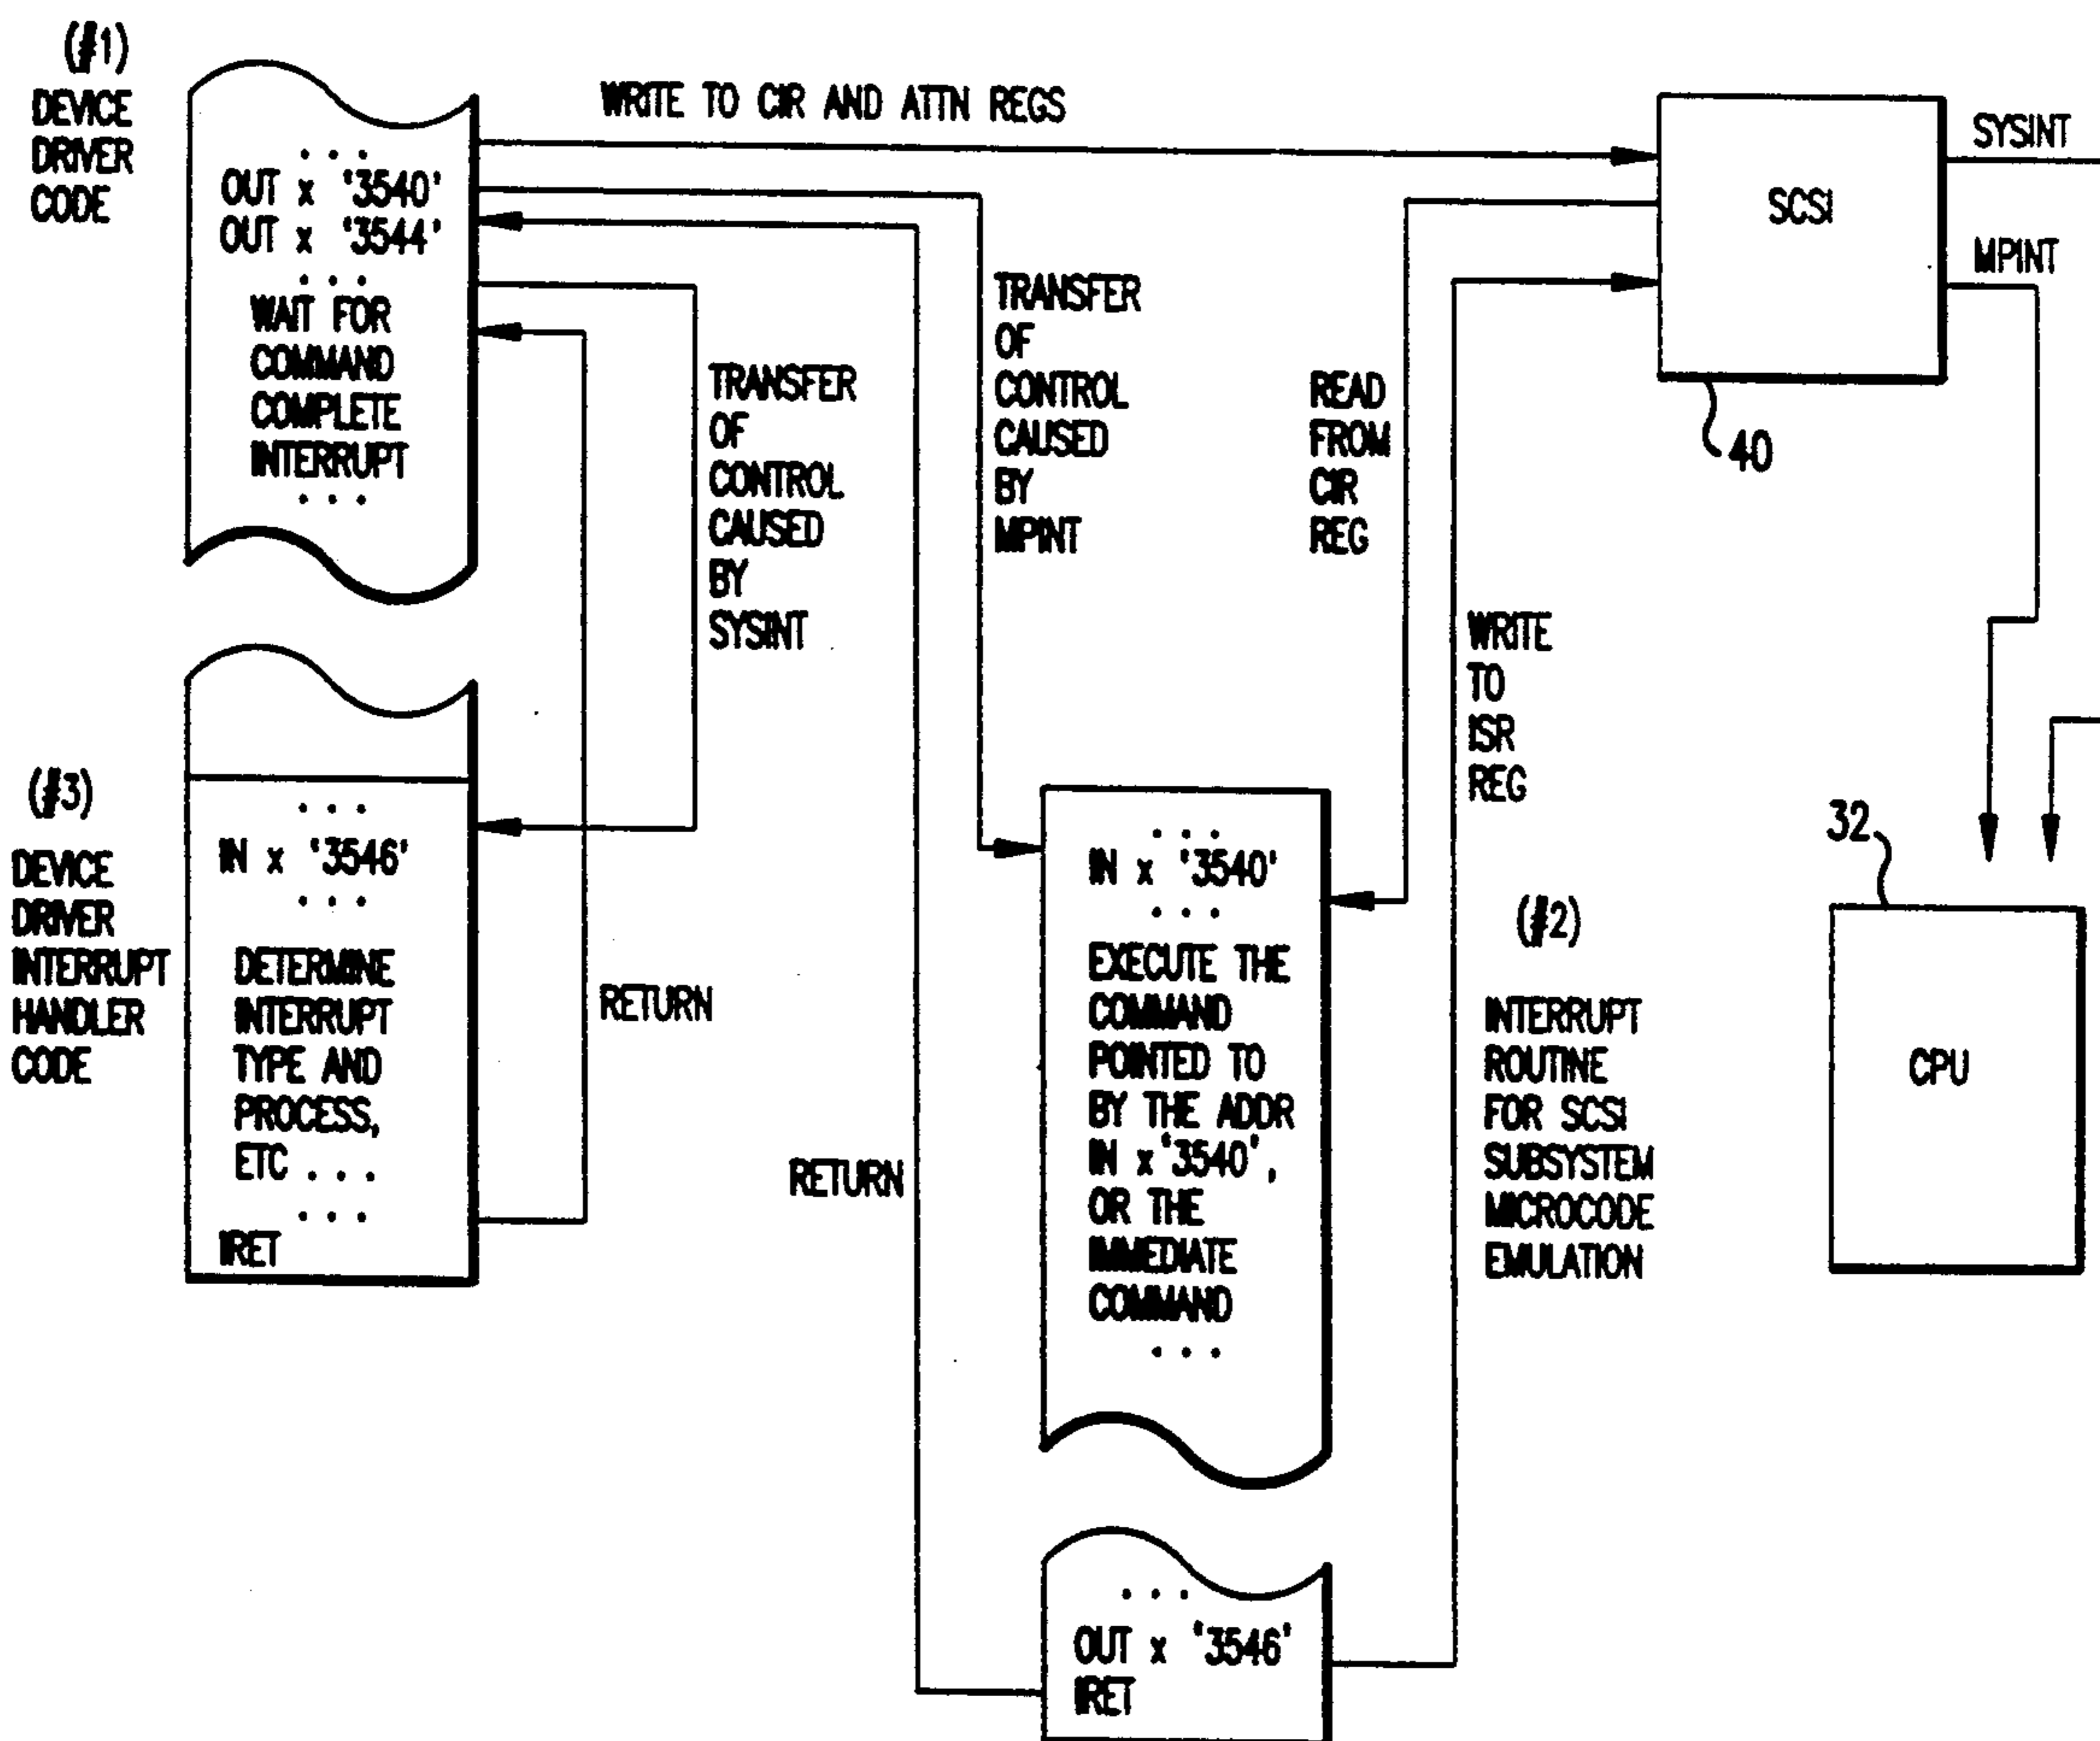 (#1)
DEVICE
DRIVER
CODE
. . .
OUT x '3540'
OUT x '3544'
. . .
WAIT FOR
COMMAND
COMPLETE
INTERRUPT
. . .
WRITE TO CIR AND ATTN REGS
TRANSFER
OF
CONTROL
CAUSED
BY
SYSINT
TRANSFER
OF
CONTROL
CAUSED
BY
MPINT
READ
FROM
CIR
REG
WRITE
TO
ISR
REG
SCSI
40
SYSINT
MPINT
(#3)
DEVICE
DRIVER
INTERRUPT
HANDLER
CODE
. . .
IN x '3546'
. . .
DETERMINE
INTERRUPT
TYPE AND
PROCESS,
ETC . . .
. . .
IRET
RETURN
RETURN
. . .
IN x '3540'
. . .
EXECUTE THE
COMMAND
POINTED TO
BY THE ADDR
IN x'3540',
OR THE
IMMEDIATE
COMMAND
. . .
. . .
OUT x '3546'
IRET
(#2)
INTERRUPT
ROUTINE
FOR SCSI
SUBSYSTEM
MICROCODE
EMULATION
32
CPU